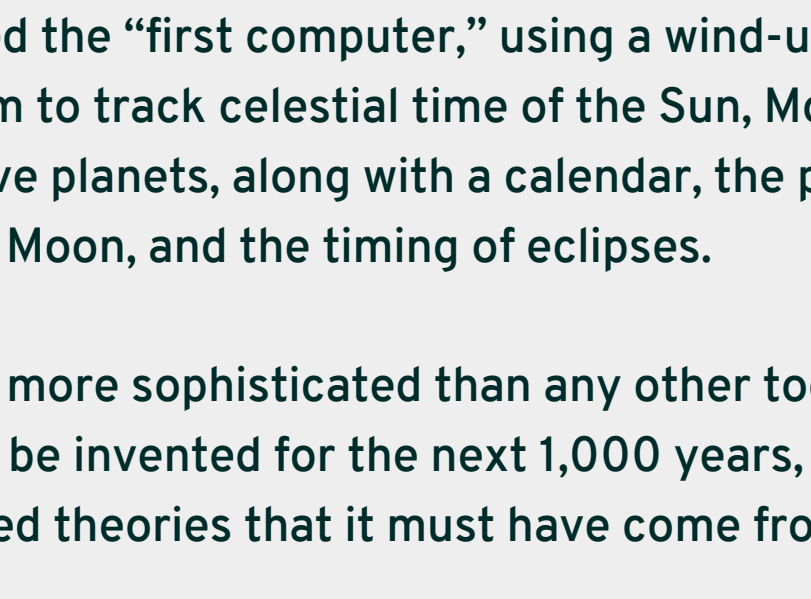 d the “first computer,” using a wind-u
m to track celestial time of the Sun, Mo
ve planets, along with a calendar, the p
Moon, and the timing of eclipses.
more sophisticated than any other too
be invented for the next 1,000 years,
ed theories that it must have come fro